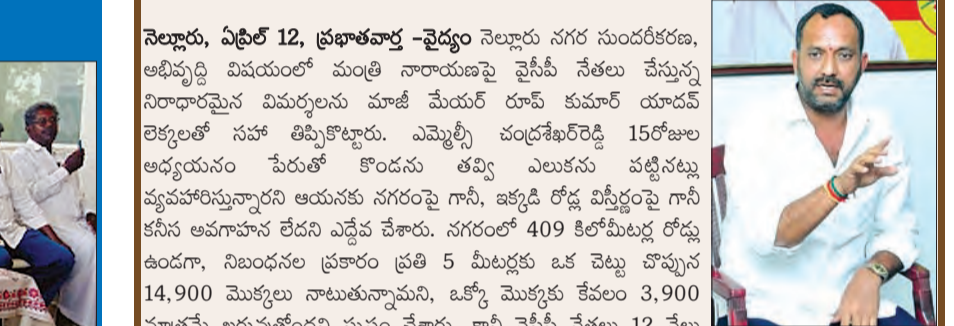 నెల్లూరు, ఏప్రిల్ 12, ప్రభాతవార్త -వైద్యం నెల్లూరు నగర సుందరీకరణ,
అభివృద్ధి విషయంలో మంత్రి నారాయణపై వైసీపీ నేతలు చేస్తున్న
నిరాధారమైన విమర్శలను మాజీ మేయర్ రూప్ కుమార్ యాదవ్
లెక్కలతో సహా తిప్పికొట్టారు. ఎమ్మెల్సీ చంద్రశేఖర్‌రెడ్డి 15రోజుల
అధ్యయనం పేరుతో కొండను తవ్వి ఎలుకను పట్టినట్లు
వ్యవహరిస్తున్నారని ఆయనకు నగరంపై గానీ, ఇక్కడి రోడ్ల విస్తీర్ణంపై గానీ
కనీస అవగాహన లేదని ఎద్దేవ చేశారు. నగరంలో 409 కిలోమీటర్ల రోడ్లు
ఉండగా, నిబంధనల ప్రకారం ప్రతి 5 మీటర్లకు ఒక చెట్టు చొప్పున
14,900 మొక్కలు నాటుతున్నామని, ఒక్కో మొక్కకు కేవలం 3,900